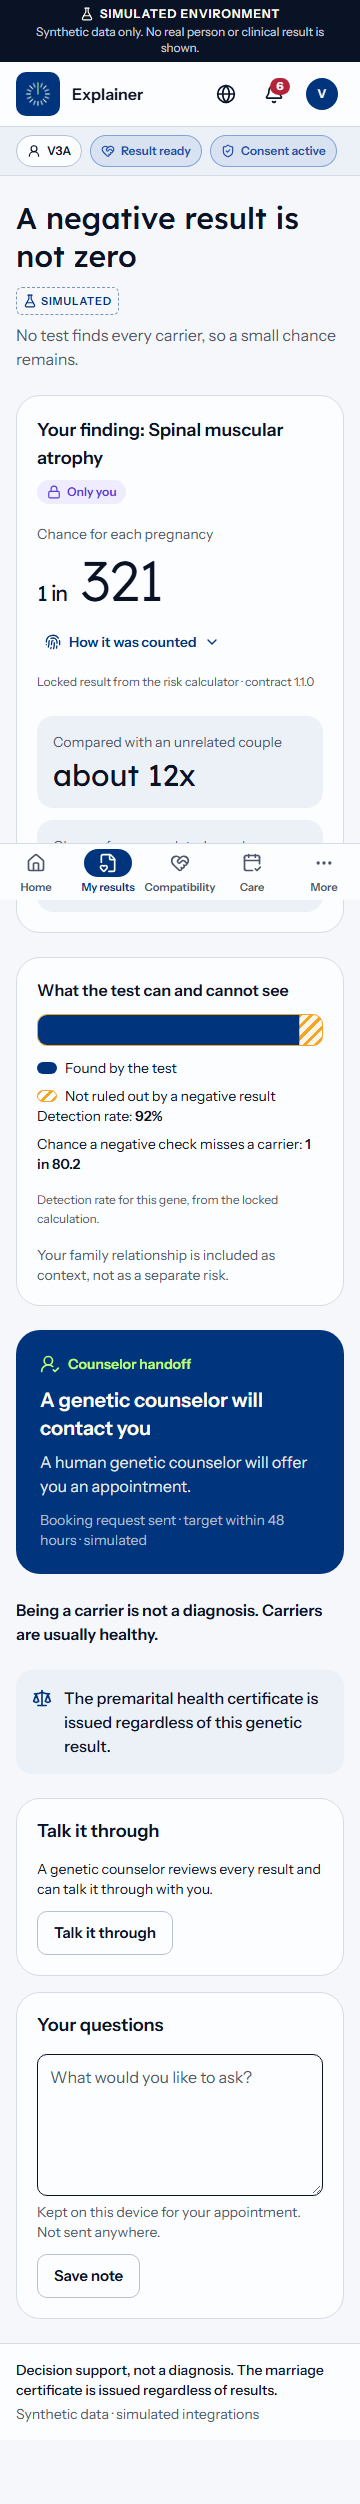 SIMULATED ENVIRONMENT
Synthetic data only. No real person or clinical result is
shown.
Explainer
6
V
V3A
Result ready
Consent active
A negative result is
not zero
SIMULATED
No test finds every carrier, so a small chance
remains.
Your finding: Spinal muscular
atrophy
Only you
Chance for each pregnancy
1 in 321
How it was counted
Locked result from the risk calculator · contract 1.1.0
Compared with an unrelated couple
about 12x
Home
My results
Compatibility
Care
More
What the test can and cannot see
Found by the test
Not ruled out by a negative result
Detection rate: 92%
Chance a negative check misses a carrier: 1
in 80.2
Detection rate for this gene, from the locked
calculation.
Your family relationship is included as
context, not as a separate risk.
Counselor handoff
A genetic counselor will
contact you
A human genetic counselor will offer
you an appointment.
Booking request sent · target within 48
hours · simulated
Being a carrier is not a diagnosis. Carriers
are usually healthy.
The premarital health certificate is
issued regardless of this genetic
result.
Talk it through
A genetic counselor reviews every result and
can talk it through with you.
Talk it through
Your questions
What would you like to ask?
Kept on this device for your appointment.
Not sent anywhere.
Save note
Decision support, not a diagnosis. The marriage
certificate is issued regardless of results.
Synthetic data · simulated integrations